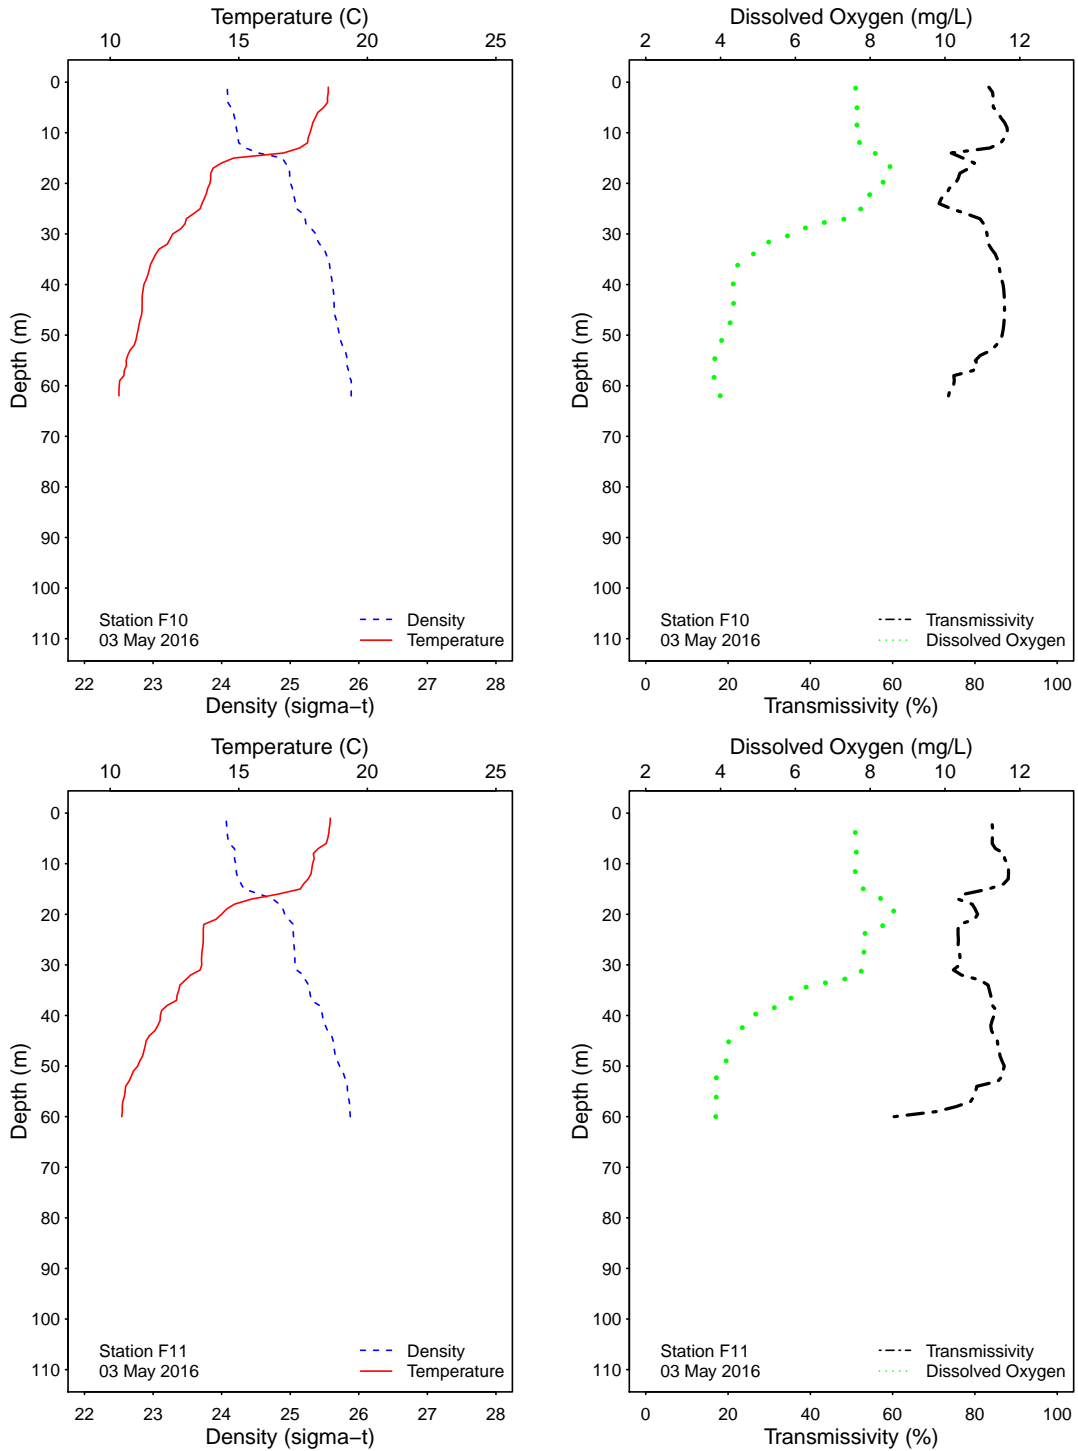 Temperature (C)
10 15 20 25
0
10
20
30
40
50
60
70
80
90
100
110
Depth (m)
Station F10
03 May 2016
Density
Temperature
22 23 24 25 26 27 28
Density (sigma−t)
Dissolved Oxygen (mg/L)
2 4 6 8 10 12
0
10
20
30
40
50
60
70
80
90
100
110
Depth (m)
Station F10
03 May 2016
Transmissivity
Dissolved Oxygen
0 20 40 60 80 100
Transmissivity (%)
Temperature (C)
10 15 20 25
0
10
20
30
40
50
60
70
80
90
100
110
Depth (m)
Station F11
03 May 2016
Density
Temperature
22 23 24 25 26 27 28
Density (sigma−t)
Dissolved Oxygen (mg/L)
2 4 6 8 10 12
0
10
20
30
40
50
60
70
80
90
100
110
Depth (m)
Station F11
03 May 2016
Transmissivity
Dissolved Oxygen
0 20 40 60 80 100
Transmissivity (%)